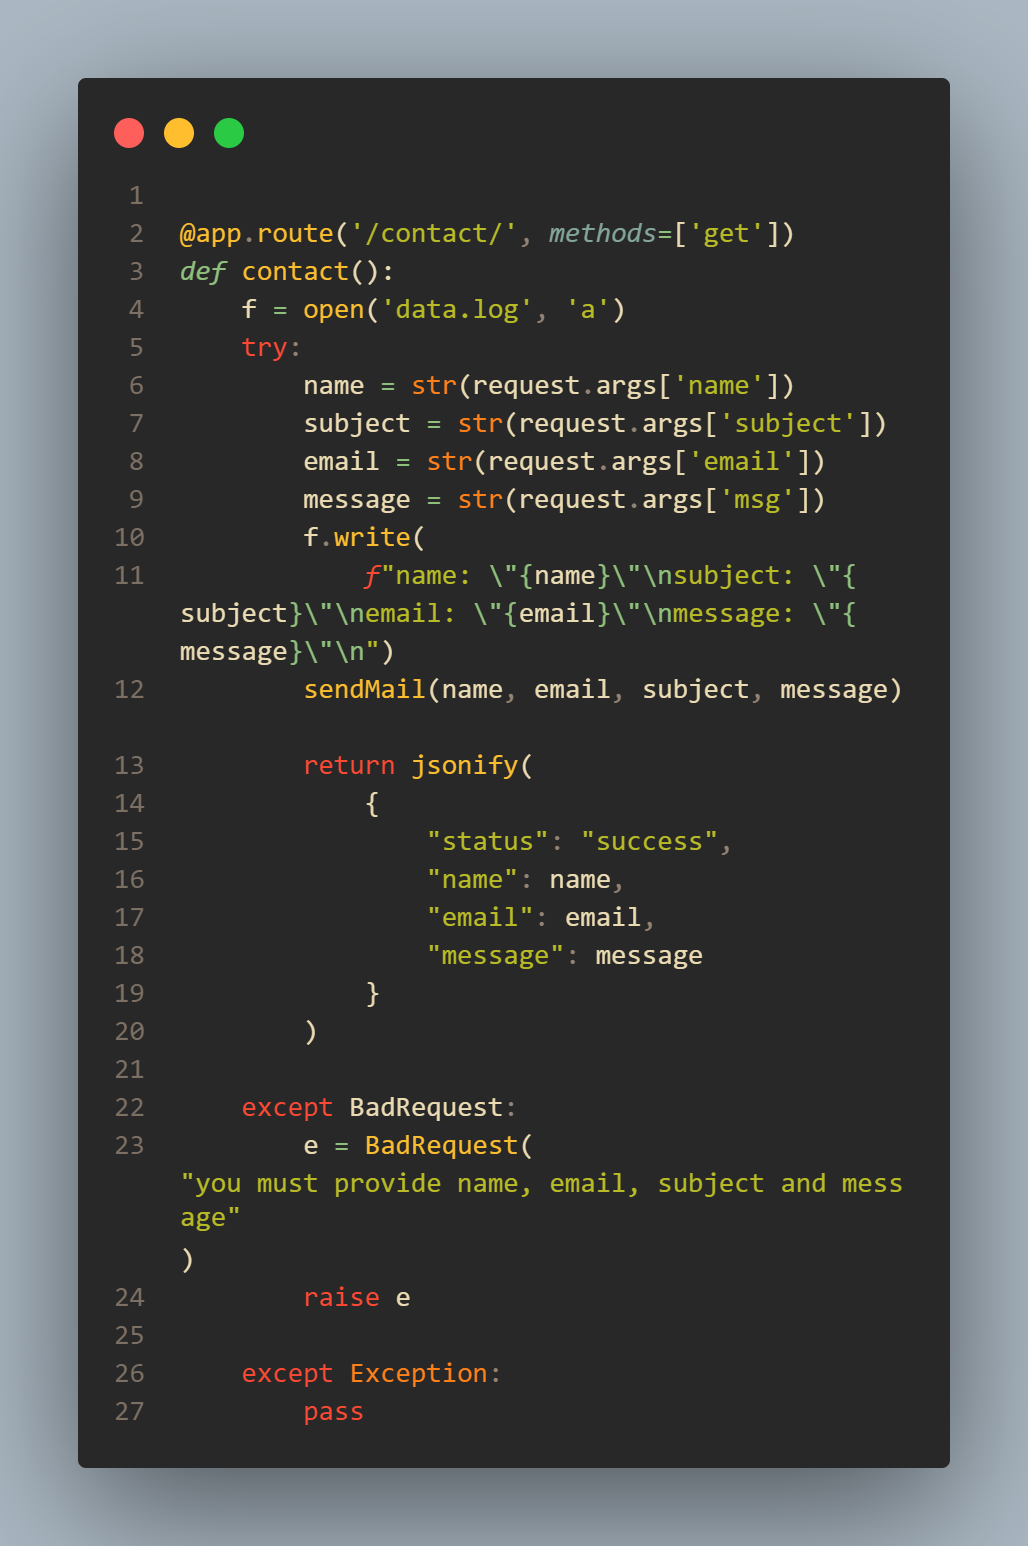 1
2 @app.route('/contact/', methods=['get'])
3 def contact():
4     f = open('data.log', 'a')
5     try:
6         name = str(request.args['name'])
7         subject = str(request.args['subject'])
8         email = str(request.args['email'])
9         message = str(request.args['msg'])
10         f.write(
11             f"name: \"{name}\"\nsubject: \"{
subject}\"\nemail: \"{email}\"\nmessage: \"{
message}\"\n")
12         sendMail(name, email, subject, message)
13         return jsonify(
14             {
15                 "status": "success",
16                 "name": name,
17                 "email": email,
18                 "message": message
19             }
20         )
21
22     except BadRequest:
23         e = BadRequest(
"you must provide name, email, subject and mess
age"
)
24         raise e
25
26     except Exception:
27         pass